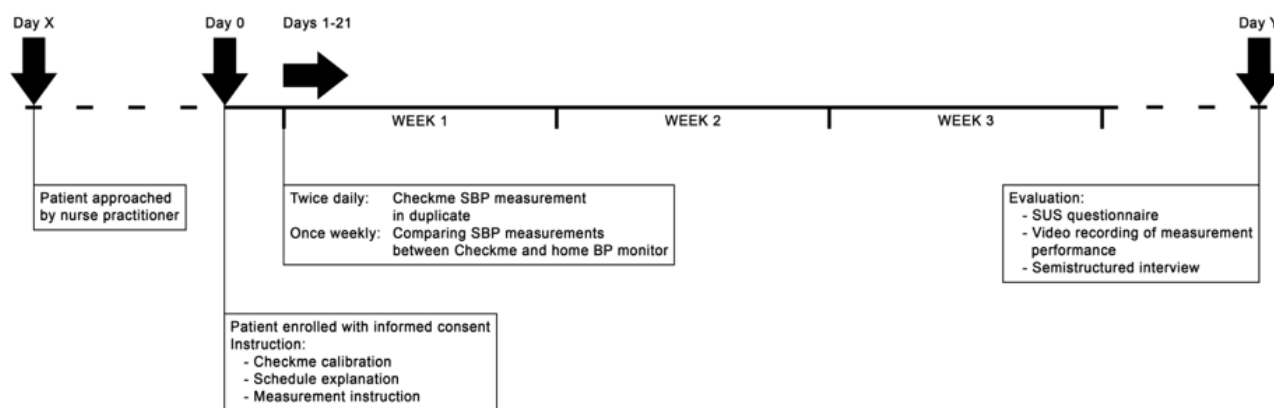 Day X
Day 0
Days 1-21
Day Y
WEEK 1
WEEK 2
WEEK 3
Patient approached
by nurse practitioner
Twice daily: Checkme SBP measurement
in duplicate
Once weekly: Comparing SBP measurements
between Checkme and home BP monitor
Evaluation:
- SUS questionnaire
- Video recording of measurement
performance
- Semistructured interview
Patient enrolled with informed consent
Instruction:
- Checkme calibration
- Schedule explanation
- Measurement instruction